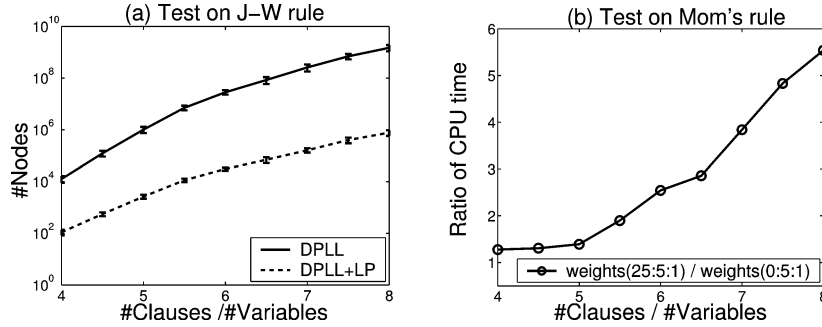 (a) Test on J-W rule
#Nodes
10^10
10^8
10^6
10^4
10^2
10^0
4 5 6 7 8
#Clauses /#Variables
DPLL
DPLL+LP
(b) Test on Mom's rule
Ratio of CPU time
6
5
4
3
2
1
4 5 6 7 8
#Clauses / #Variables
weights(25:5:1) / weights(0:5:1)